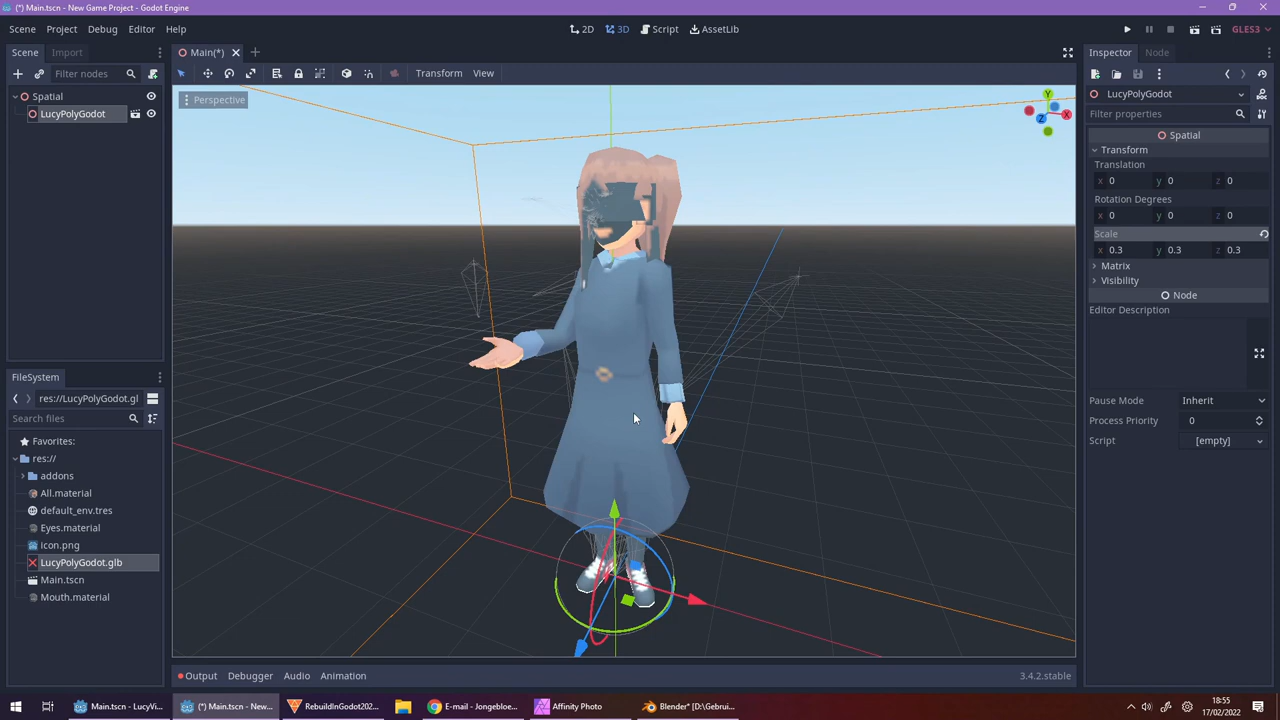 (*) Main.tscn - New Game Project - Godot Engine
Scene Project Debug Editor Help
2D 3D Script AssetLib
GLES3
Scene Import
Filter nodes
Spatial
LucyPolyGodot
Main(*)
Transform View
Perspective
Y
X
Z
FileSystem
res://LucyPolyGodot.gl
Search files
Favorites:
res://
addons
All.material
default_env.tres
Eyes.material
icon.png
LucyPolyGodot.glb
Main.tscn
Mouth.material
Output Debugger Audio Animation 3.4.2.stable
Inspector Node
LucyPolyGodot
Filter properties
Spatial
Transform
Translation
x 0 y 0 z 0
Rotation Degrees
x 0 y 0 z 0
Scale
x 0.3 y 0.3 z 0.3
Matrix
Visibility
Node
Editor Description
Pause Mode Inherit
Process Priority 0
Script [empty]
Main.tscn - LucyVi...
(*) Main.tscn - New...
RebuildInGodot202...
E-mail - Jongebloe...
Affinity Photo
Blender* [D:\Gebrui...
18:55
17/02/2022